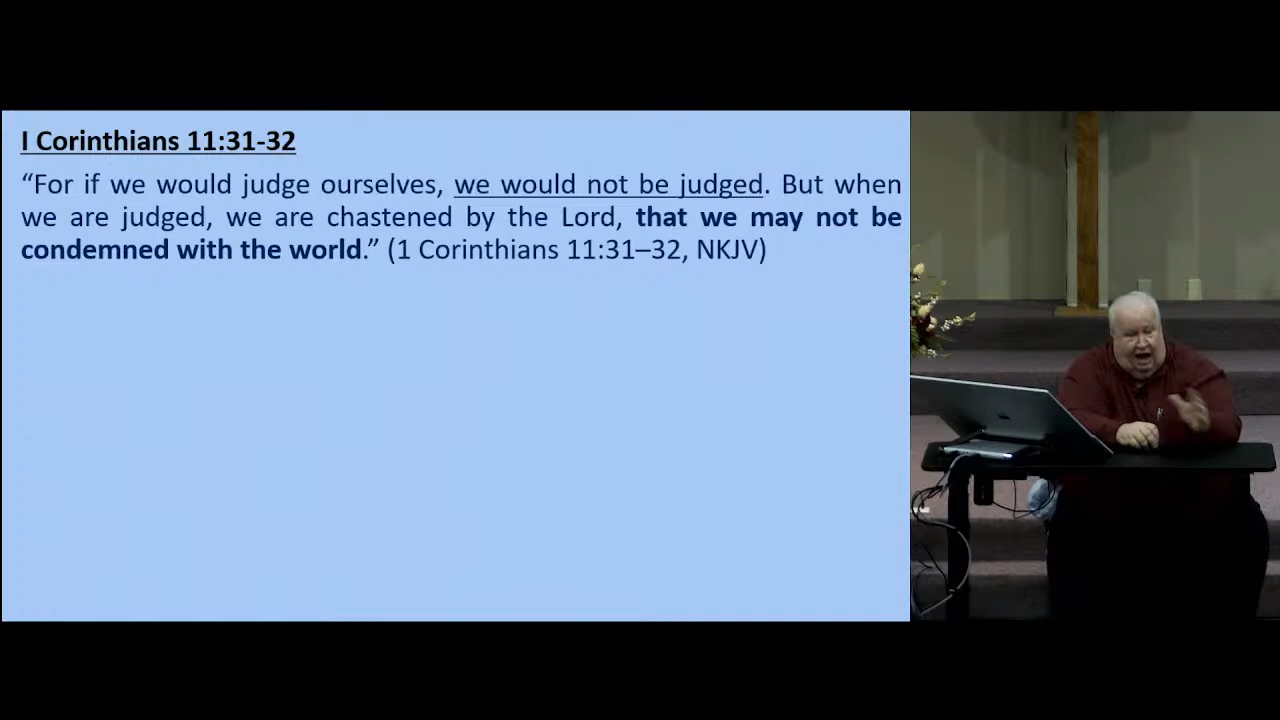 I Corinthians 11:31-32
“For if we would judge ourselves, we would not be judged. But when
we are judged, we are chastened by the Lord, that we may not be
condemned with the world.” (1 Corinthians 11:31–32, NKJV)